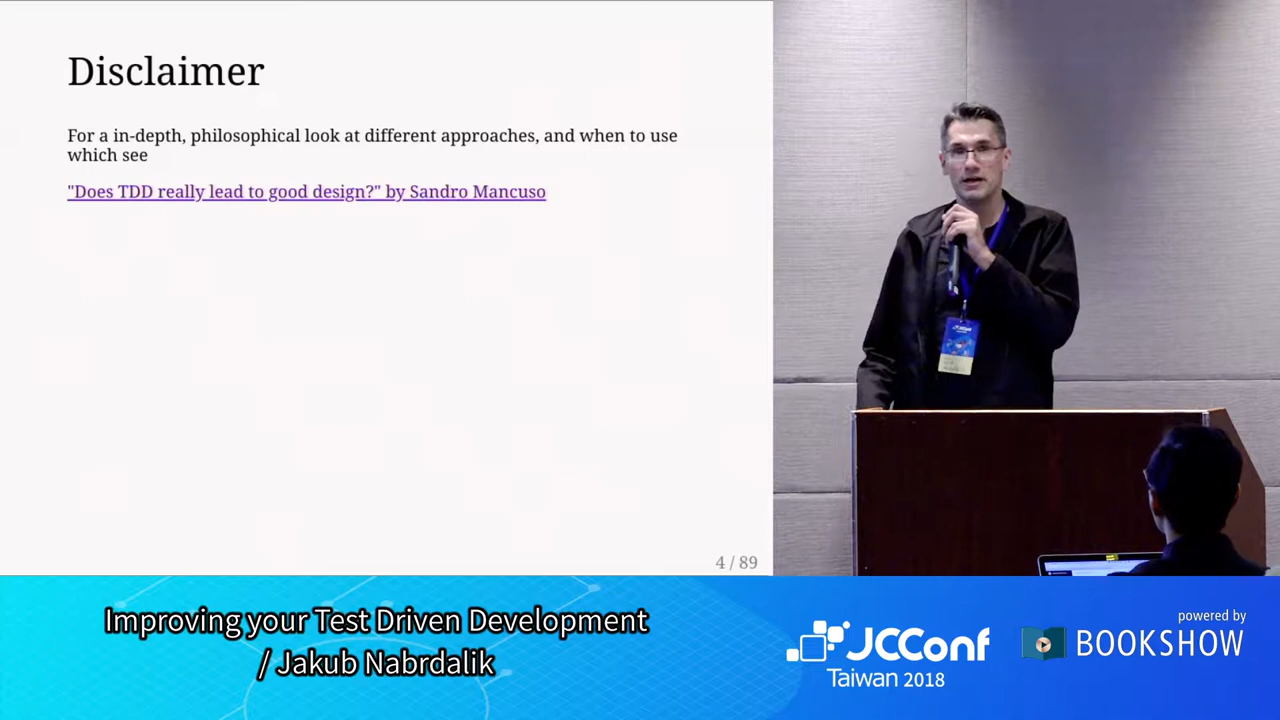 Disclaimer
For a in-depth, philosophical look at different approaches, and when to use
which see
"Does TDD really lead to good design?" by Sandro Mancuso
4 / 89
Improving your Test Driven Development
/ Jakub Nabrdalik
JCConf
Taiwan 2018
powered by
BOOKSHOW